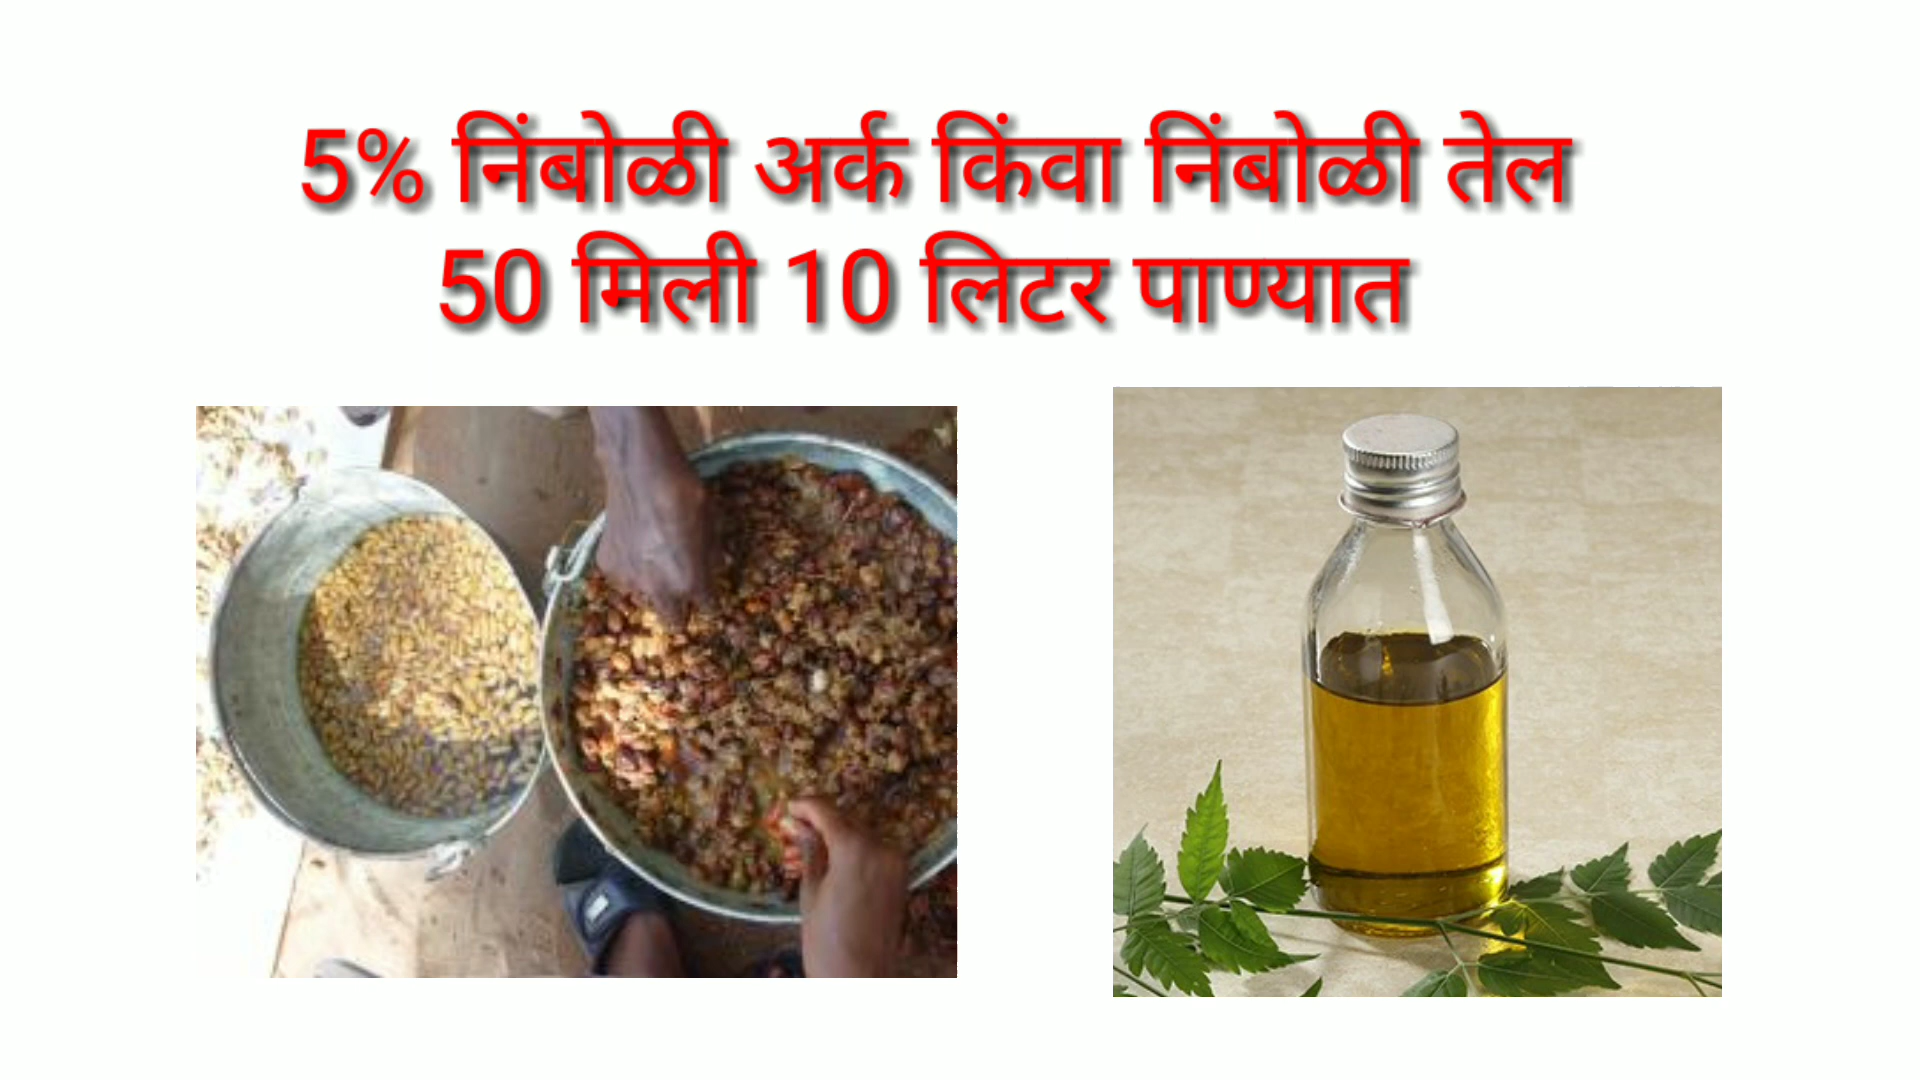 5% निंबोळी अर्क किंवा निंबोळी तेल
50 मिली 10 लिटर पाण्यात